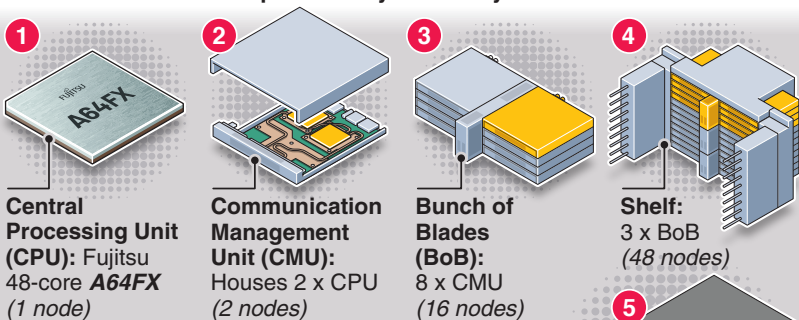 1
2
3
4
FUJITSU
A64FX
Central
Processing Unit
(CPU): Fujitsu
48-core A64FX
(1 node)
Communication
Management
Unit (CMU):
Houses 2 x CPU
(2 nodes)
Bunch of
Blades
(BoB):
8 x CMU
(16 nodes)
Shelf:
3 x BoB
(48 nodes)
5